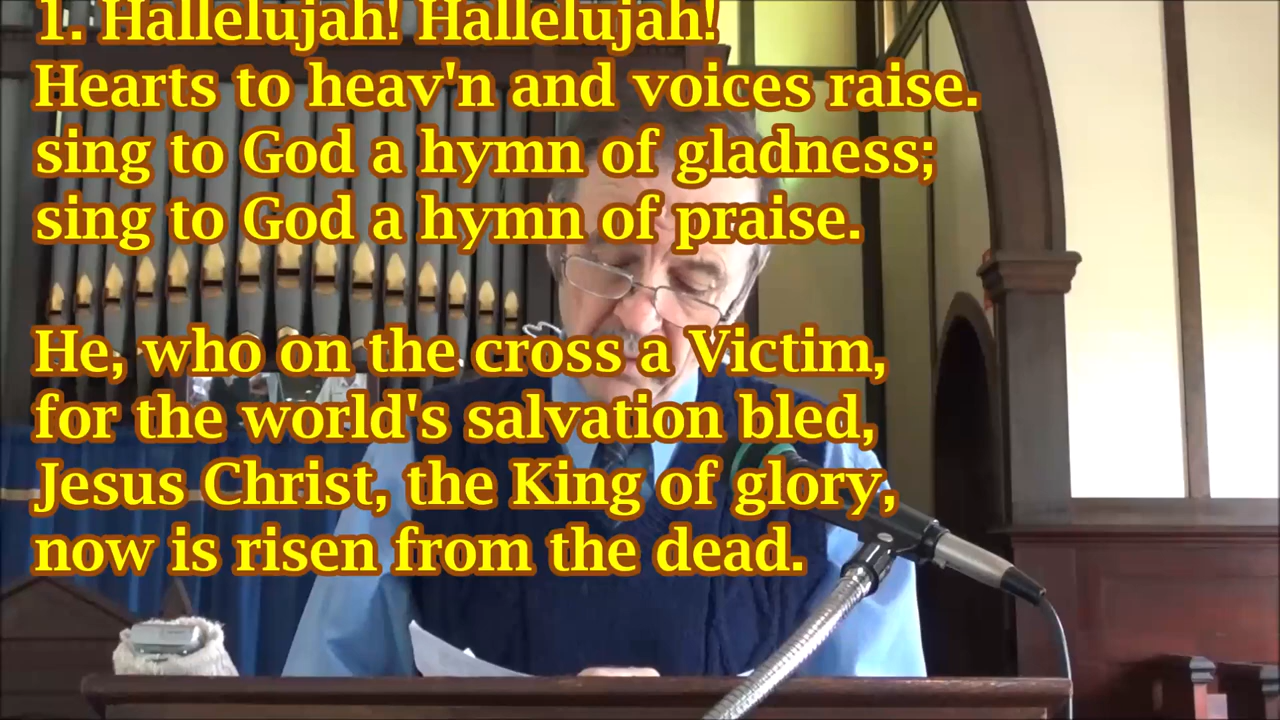 1. Hallelujah! Hallelujah!
Hearts to heav'n and voices raise.
sing to God a hymn of gladness;
sing to God a hymn of praise.
He, who on the cross a Victim,
for the world's salvation bled,
Jesus Christ, the King of glory,
now is risen from the dead.